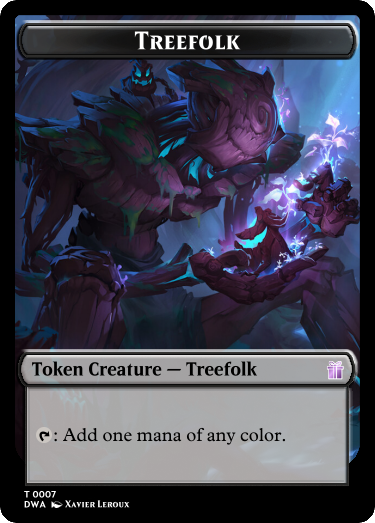 Treefolk
Token Creature — Treefolk
: Add one mana of any color.
T 0007
DWA Xavier Leroux